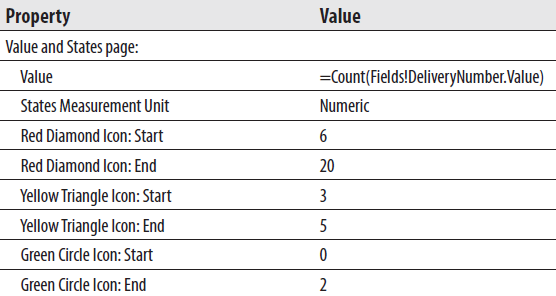 Property Value
Value and States page:
Value =Count(Fields!DeliveryNumber.Value)
States Measurement Unit Numeric
Red Diamond Icon: Start 6
Red Diamond Icon: End 20
Yellow Triangle Icon: Start 3
Yellow Triangle Icon: End 5
Green Circle Icon: Start 0
Green Circle Icon: End 2